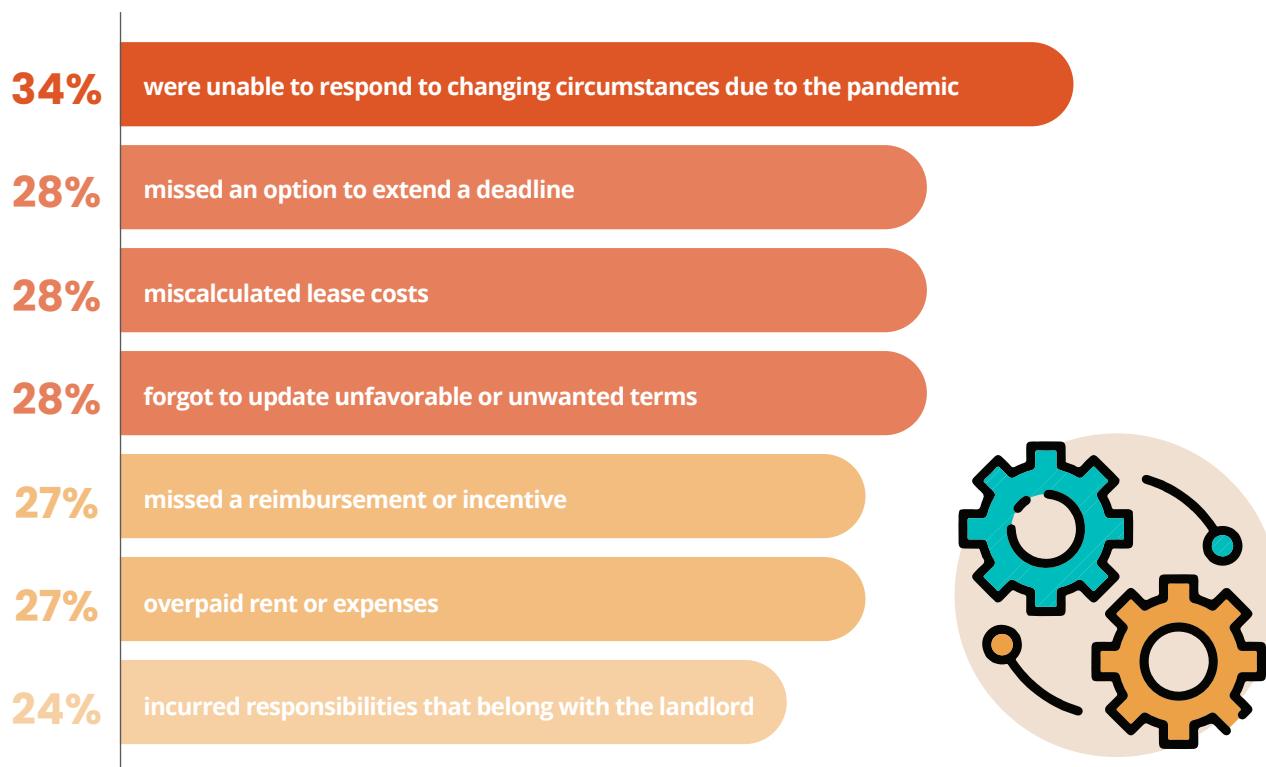 34% were unable to respond to changing circumstances due to the pandemic
28% missed an option to extend a deadline
28% miscalculated lease costs
28% forgot to update unfavorable or unwanted terms
27% missed a reimbursement or incentive
27% overpaid rent or expenses
24% incurred responsibilities that belong with the landlord